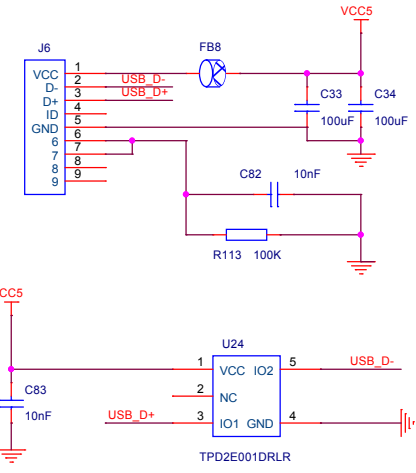 VCC5
J6
FB8
VCC 1
D- 2 USB_D-
D+ 3 USB_D+
ID 4
GND 5
6 6
7 7
8 8
9 9
C33 C34
100uF 100uF
C82 10nF
R113 100K
VCC5
U24
1 VCC IO2 5 USB_D-
2 NC
C83
10nF
USB_D+ 3 IO1 GND 4
TPD2E001DRLR